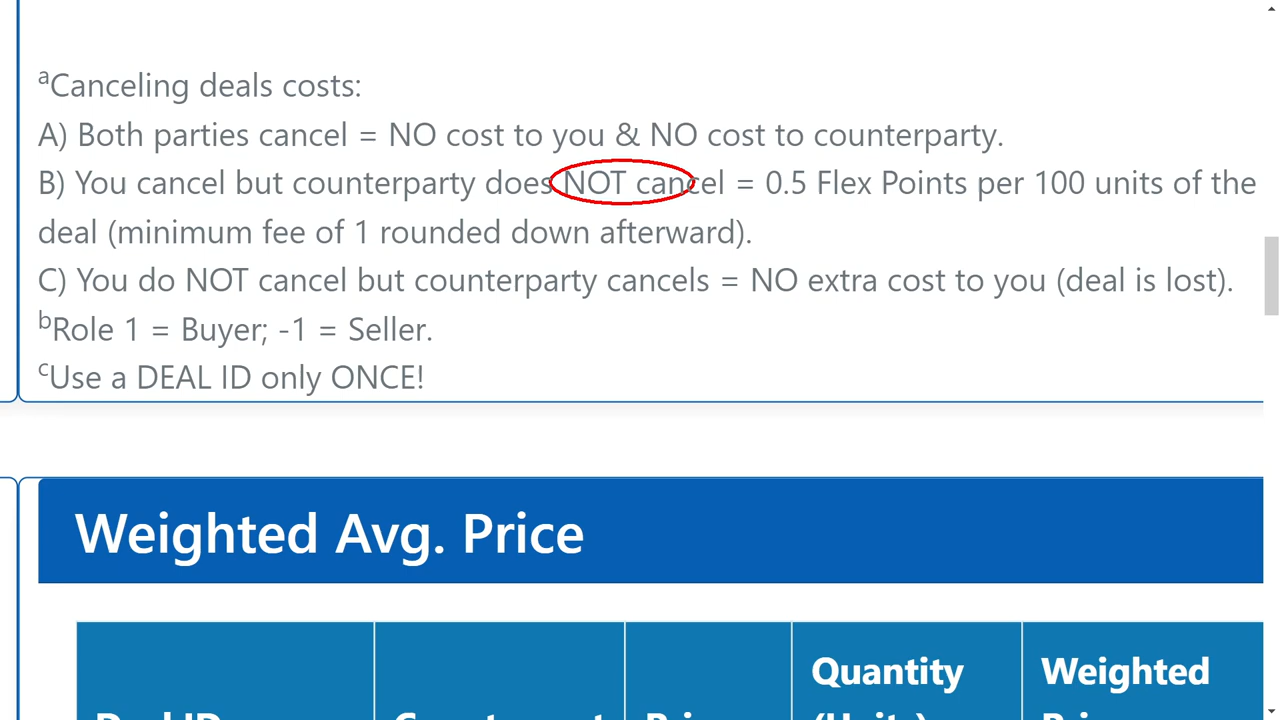 ᵃCanceling deals costs:
A) Both parties cancel = NO cost to you & NO cost to counterparty.
B) You cancel but counterparty does NOT cancel = 0.5 Flex Points per 100 units of the
deal (minimum fee of 1 rounded down afterward).
C) You do NOT cancel but counterparty cancels = NO extra cost to you (deal is lost).
ᵇRole 1 = Buyer; -1 = Seller.
ᶜUse a DEAL ID only ONCE!
Weighted Avg. Price
Quantity Weighted
Deal ID